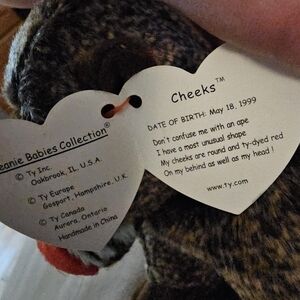 eanie Babies Collection®
© Ty Inc.
Oakbrook, IL, U.S.A.
© Ty Europe
Gosport, Hampshire, U.K.
© Ty Canada
Aurora, Ontario
Handmade in China
Cheeks™
DATE OF BIRTH: May 18, 1999
Don't confuse me with an ape
I have a most unusual shape
My cheeks are round and ty-dyed red
On my behind as well as my head !
www.ty.com